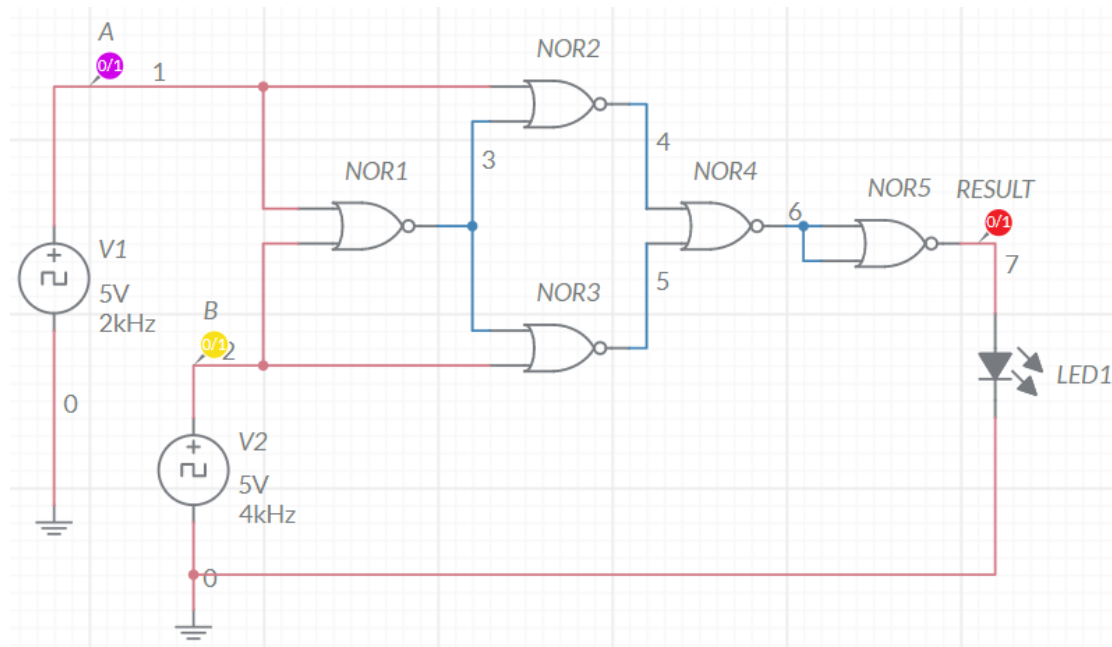 A
0/1
1
NOR2
3
4
NOR1
NOR4
NOR5
RESULT
0/1
6
7
V1
5V
2kHz
B
0/1
2
NOR3
5
0
LED1
V2
5V
4kHz
0